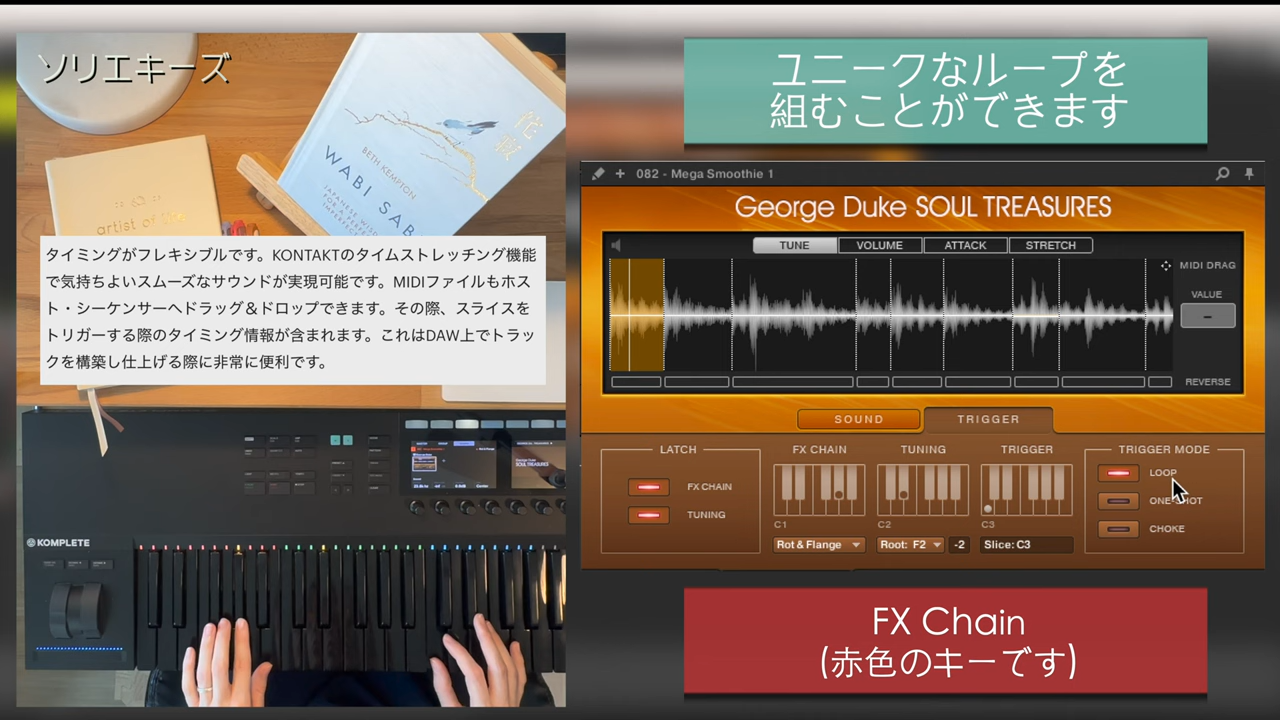 ソリエキーズ
侘寂
BETH KEMPTON
WABI SAB
artist of the
タイミングがフレキシブルです。KONTAKTのタイムストレッチング機能
で気持ちよいスムーズなサウンドが実現可能です。MIDIファイルもホス
ト・シーケンサーへドラッグ＆ドロップできます。その際、スライスを
トリガーする際のタイミング情報が含まれます。これはDAW上でトラッ
クを構築し仕上げる際に非常に便利です。
KOMPLETE
ユニークなループを
組むことができます
082 - Mega Smoothie 1
George Duke SOUL TREASURES
TUNE VOLUME ATTACK STRETCH
MIDI DRAG
VALUE
–
REVERSE
SOUND TRIGGER
LATCH FX CHAIN TUNING TRIGGER TRIGGER MODE
FX CHAIN
TUNING
LOOP
ONE SHOT
CHOKE
C1 C2 C3
Rot & Flange Root: F2 -2 Slice: C3
FX Chain
(赤色のキーです)